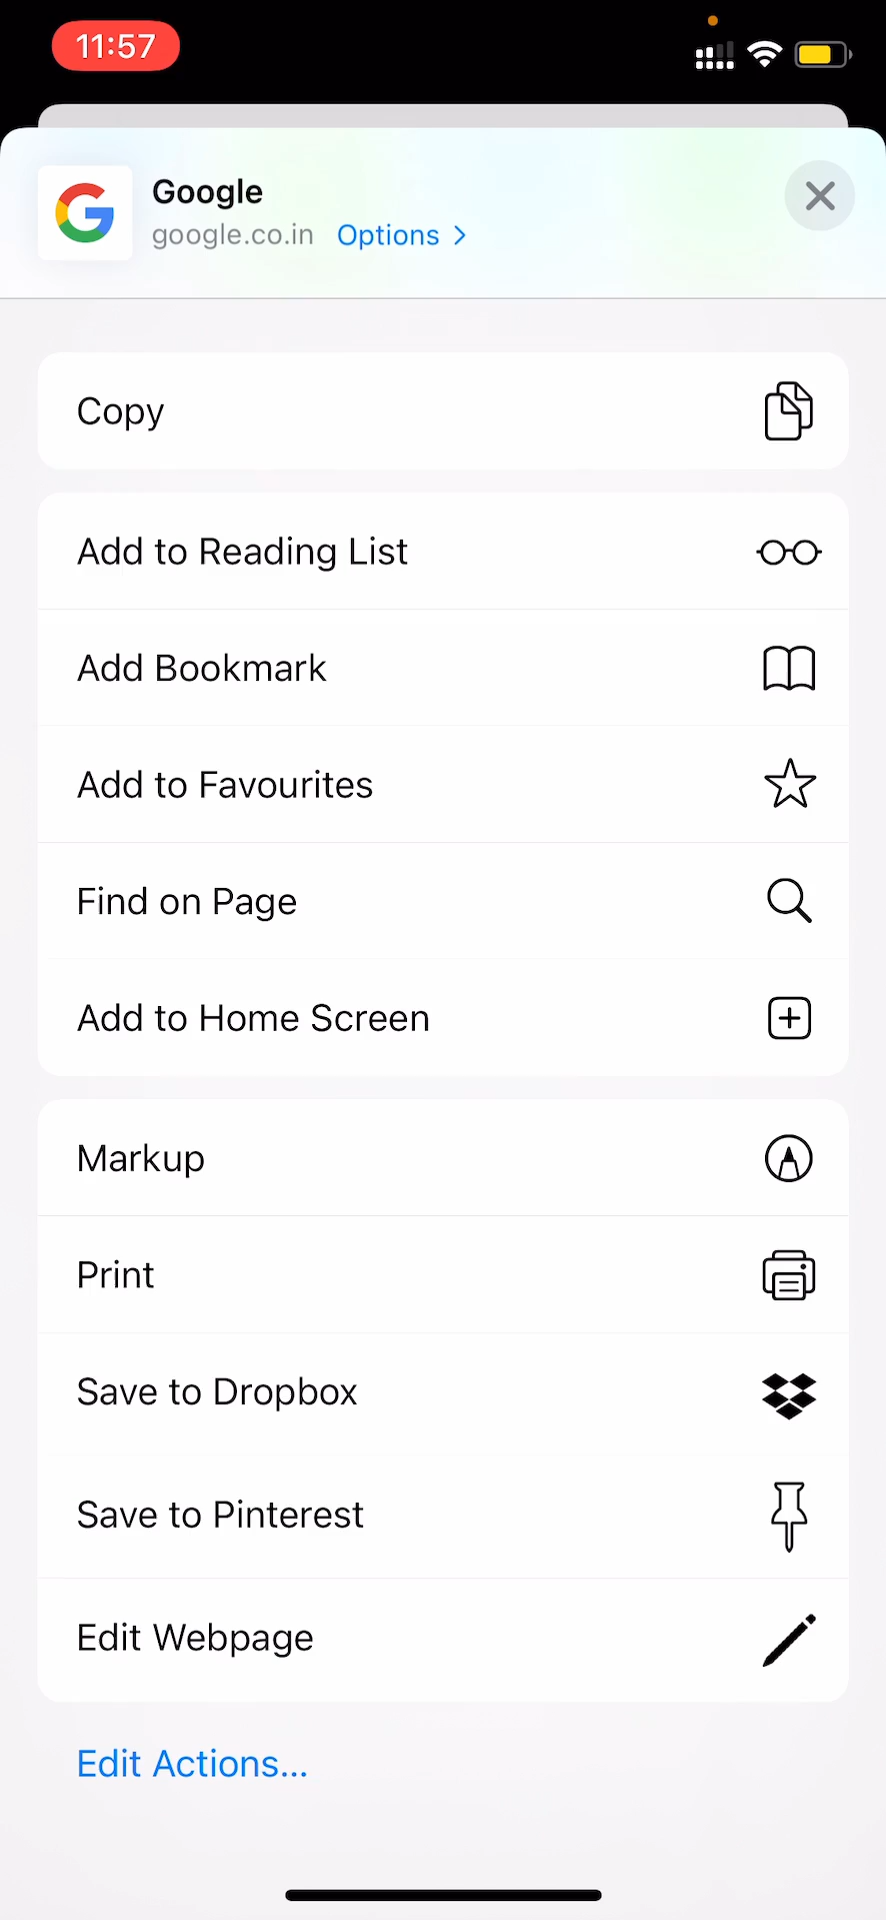 11:57
Google
google.co.in Options >
Copy
Add to Reading List
Add Bookmark
Add to Favourites
Find on Page
Add to Home Screen
Markup
Print
Save to Dropbox
Save to Pinterest
Edit Webpage
Edit Actions...